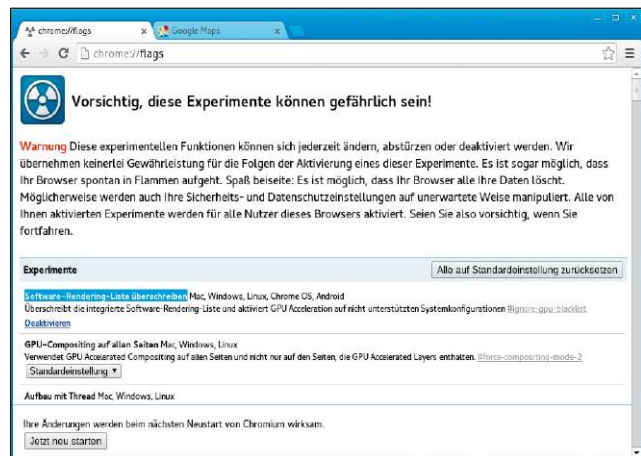 chrome://flags
Google Maps
chrome://flags
Vorsichtig, diese Experimente können gefährlich sein!
Warnung Diese experimentellen Funktionen können sich jederzeit ändern, abstürzen oder deaktiviert werden. Wir
übernehmen keinerlei Gewährleistung für die Folgen der Aktivierung eines dieser Experimente. Es ist sogar möglich, dass
Ihr Browser spontan in Flammen aufgeht. Spaß beiseite: Es ist möglich, dass Ihr Browser alle Ihre Daten löscht.
Möglicherweise werden auch Ihre Sicherheits- und Datenschutzeinstellungen auf unerwartete Weise manipuliert. Alle von
Ihnen aktivierten Experimente werden für alle Nutzer dieses Browsers aktiviert. Seien Sie also vorsichtig, wenn Sie
fortfahren.
Experimente
Alle auf Standardeinstellung zurücksetzen
Software-Rendering-Liste überschreiben Mac, Windows, Linux, Chrome OS, Android
Überschreibt die integrierte Software-Rendering-Liste und aktiviert GPU Acceleration auf nicht unterstützten Systemkonfigurationen #ignore-gpu-blacklist
Deaktivieren
GPU-Compositing auf allen Seiten Mac, Windows, Linux
Verwendet GPU Accelerated Compositing auf allen Seiten und nicht nur auf den Seiten, die GPU Accelerated Layers enthalten. #force-compositing-mode-2
Standardeinstellung
Aufbau mit Thread Mac, Windows, Linux
Ihre Änderungen werden beim nächsten Neustart von Chromium wirksam.
Jetzt neu starten